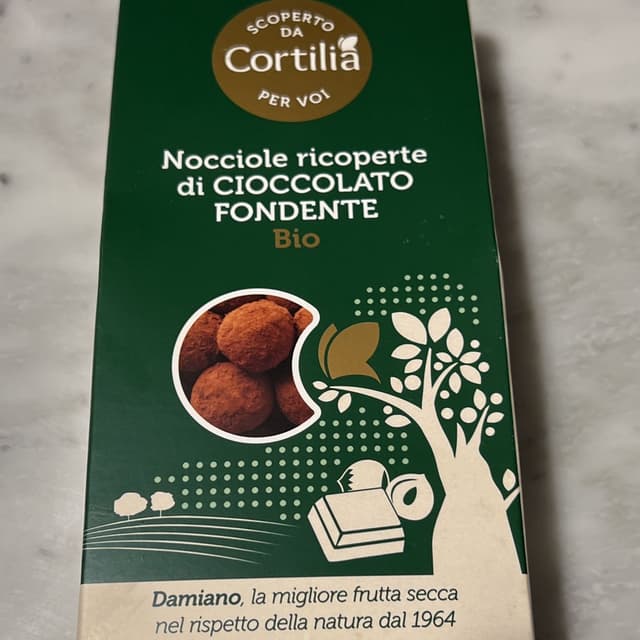 SCOPERTO
DA
Cortilia
PER VOI
Nocciole ricoperte
di CIOCCOLATO
FONDENTE
Bio
Damiano, la migliore frutta secca
nel rispetto della natura dal 1964